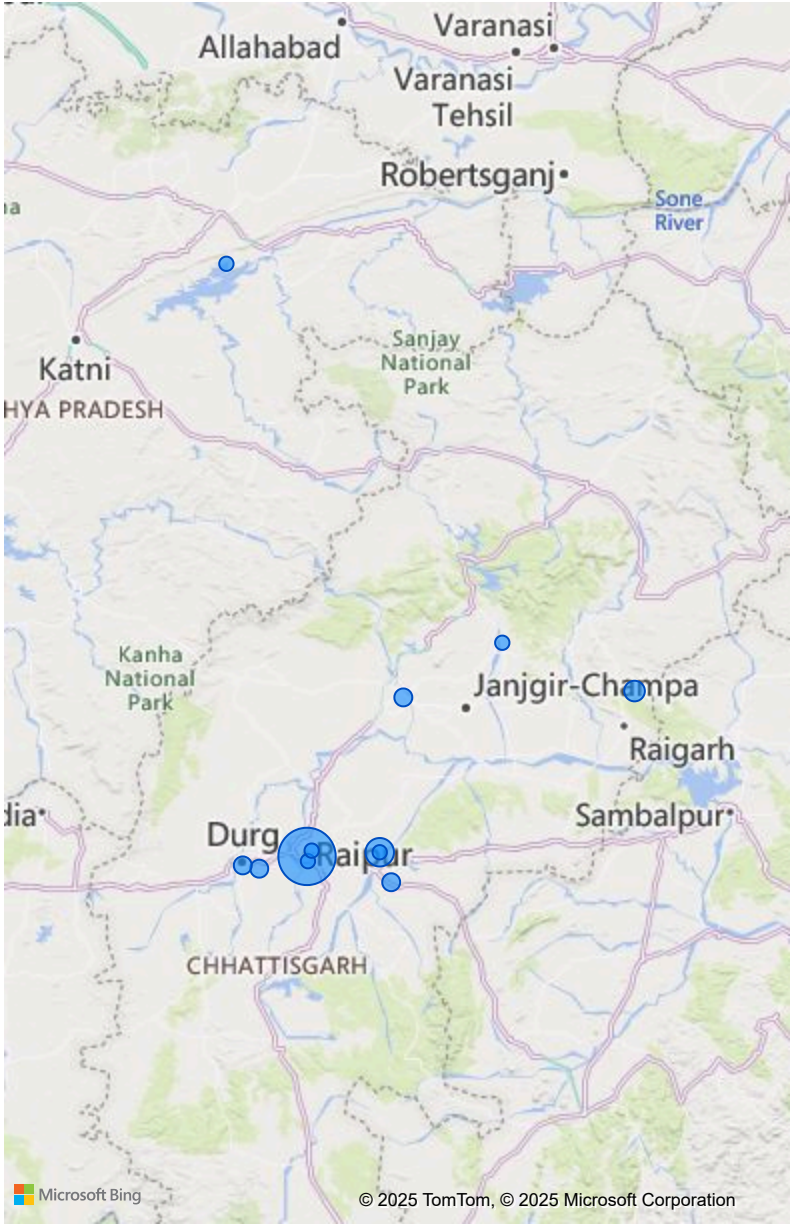 Varanasi
Allahabad
Varanasi
Tehsil
Robertsganj
Sone
River
Katni
Sanjay
National
Park
HYA PRADESH
Kanha
National
Park
Janjgir-Champa
Raigarh
Sambalpur
dia
Durg
Raipur
CHHATTISGARH
Microsoft Bing
© 2025 TomTom, © 2025 Microsoft Corporation